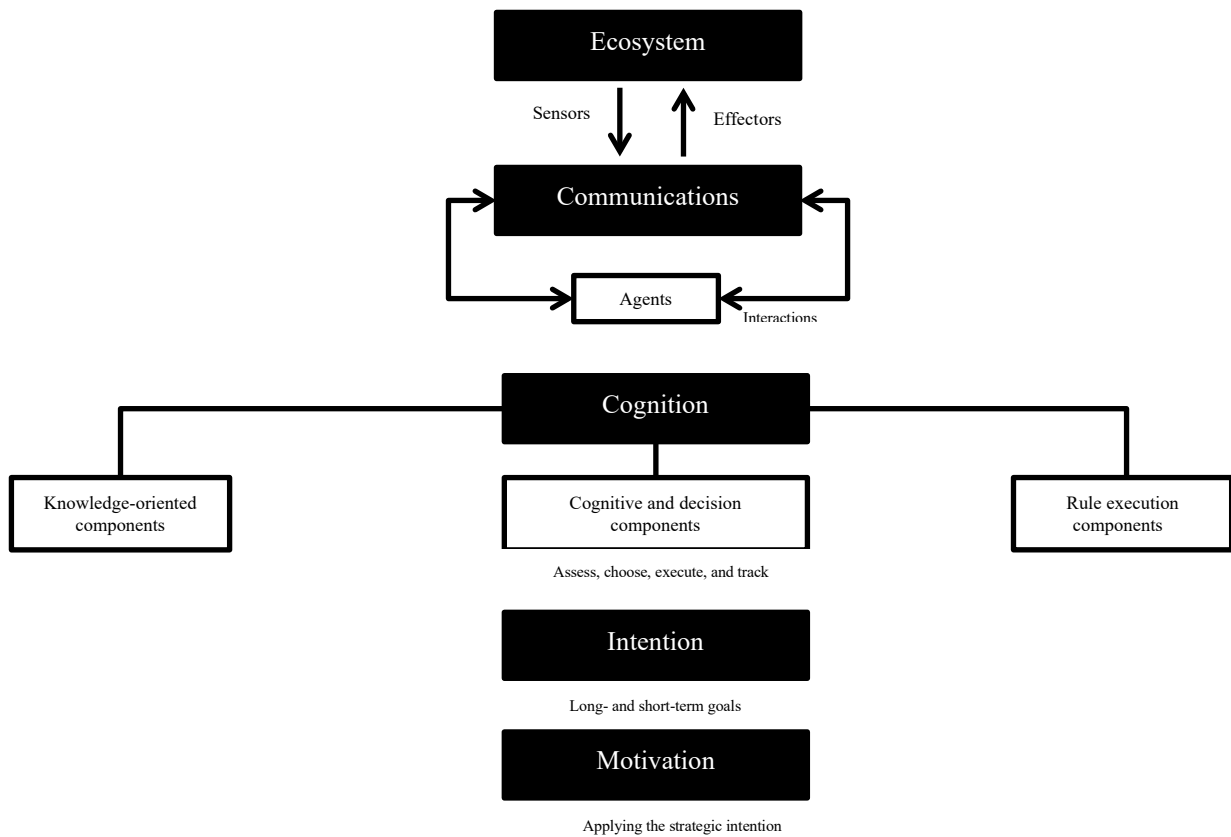 Ecosystem
Sensors
Effectors
Communications
Agents
Interactions
Cognition
Knowledge-oriented
components
Cognitive and decision
components
Rule execution
components
Assess, choose, execute, and track
Intention
Long- and short-term goals
Motivation
Applying the strategic intention